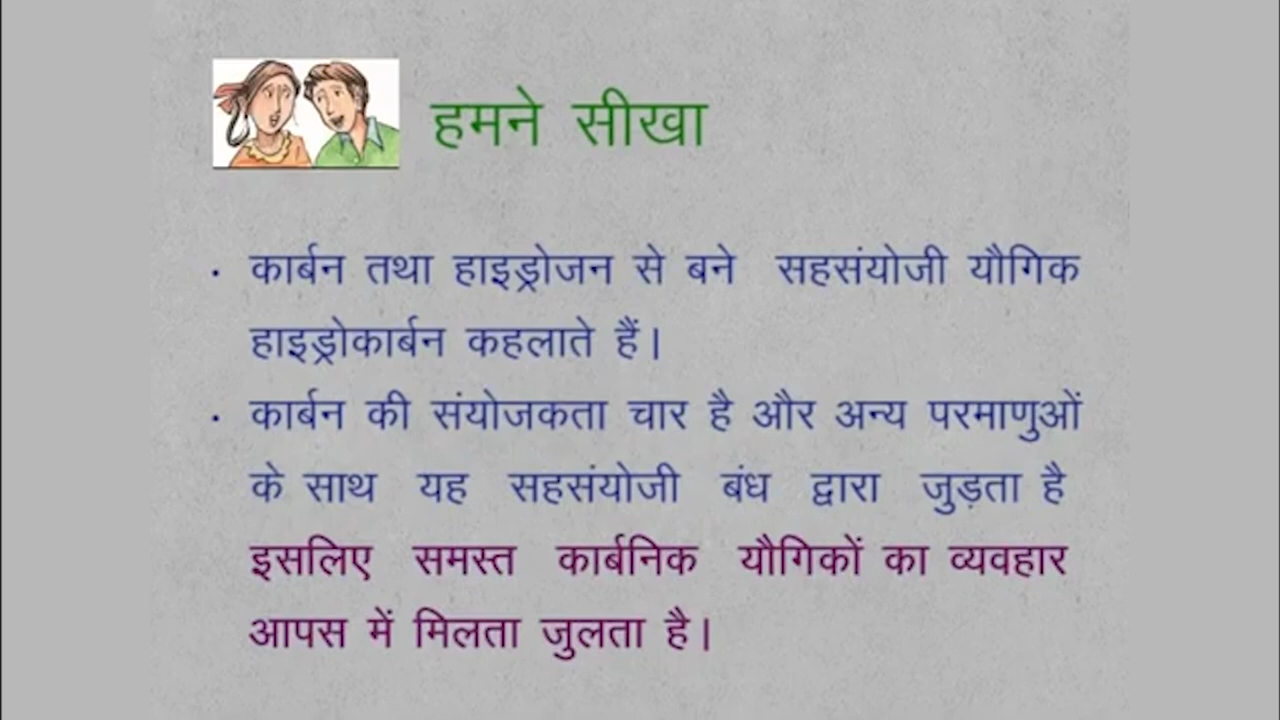 हमने सीखा
• कार्बन तथा हाइड्रोजन से बने सहसंयोजी यौगिक
हाइड्रोकार्बन कहलाते हैं।
• कार्बन की संयोजकता चार है और अन्य परमाणुओं
के साथ यह सहसंयोजी बंध द्वारा जुड़ता है
इसलिए समस्त कार्बनिक यौगिकों का व्यवहार
आपस में मिलता जुलता है।